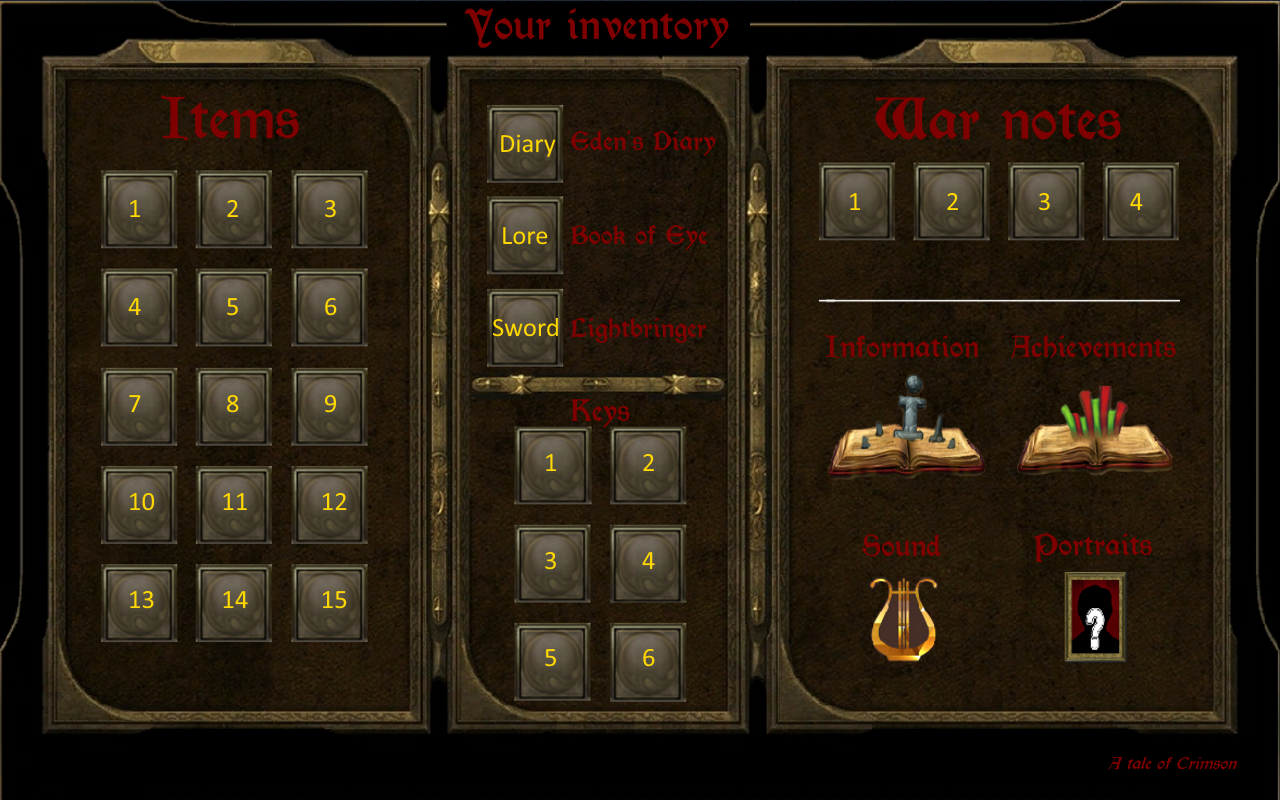 Your inventory
Items
1 2 3
4 5 6
7 8 9
10 11 12
13 14 15
Diary Eden's Diary
Lore Book of Eye
Sword Lightbringer
Keys
1 2
3 4
5 6
War notes
1 2 3 4
Information Achievements
Sound Portraits
?
A tale of Crimson